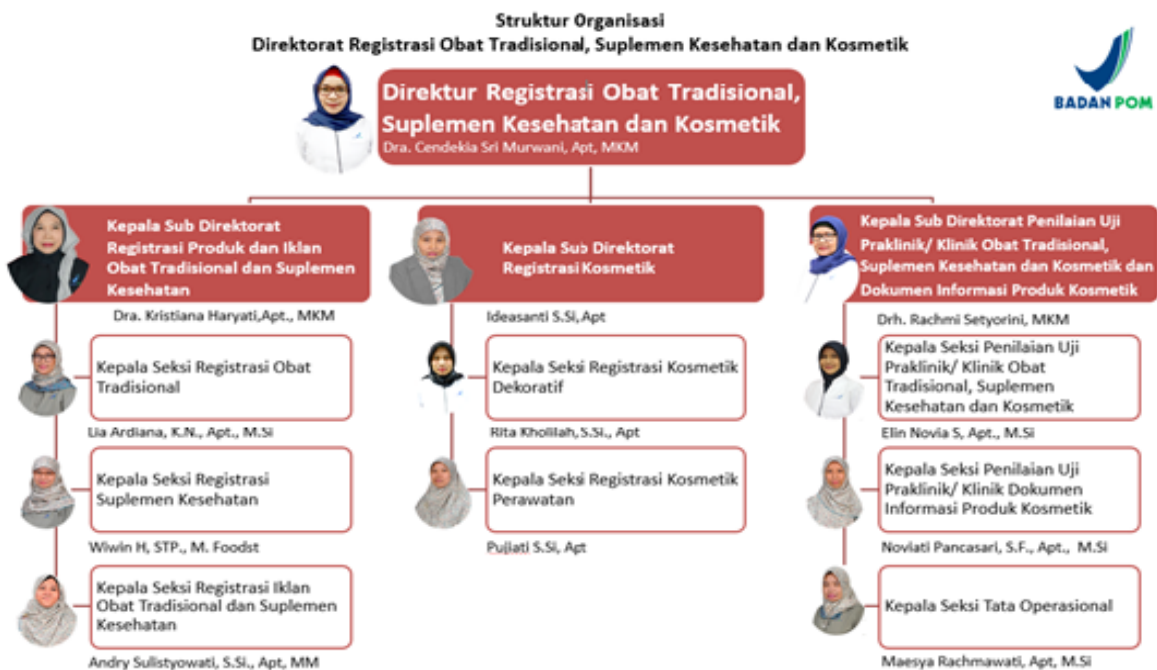 Struktur Organisasi
Direktorat Registrasi Obat Tradisional, Suplemen Kesehatan dan Kosmetik
BADAN POM
Direktur Registrasi Obat Tradisional,
Suplemen Kesehatan dan Kosmetik
Dra. Cendekia Sri Murwani, Apt, MKM
Kepala Sub Direktorat
Registrasi Produk dan Iklan
Obat Tradisional dan Suplemen
Kesehatan
Dra. Kristiana Haryati,Apt., MKM
Kepala Seksi Registrasi Obat
Tradisional
Lia Ardiana, K.N., Apt., M.Si
Kepala Seksi Registrasi
Suplemen Kesehatan
Wiwin H, STP., M. Foodst
Kepala Seksi Registrasi Iklan
Obat Tradisional dan Suplemen
Kesehatan
Andry Sulistyowati, S.Si., Apt, MM
Kepala Sub Direktorat
Registrasi Kosmetik
Ideasanti S.Si,Apt
Kepala Seksi Registrasi Kosmetik
Dekoratif
Rita Kholilah,S.Si., Apt
Kepala Seksi Registrasi Kosmetik
Perawatan
Pujiati S.Si, Apt
Kepala Sub Direktorat Penilaian Uji
Praklinik/ Klinik Obat Tradisional,
Suplemen Kesehatan dan Kosmetik dan
Dokumen Informasi Produk Kosmetik
Drh. Rachmi Setyorini, MKM
Kepala Seksi Penilaian Uji
Praklinik/ Klinik Obat
Tradisional, Suplemen
Kesehatan dan Kosmetik
Elin Novia S, Apt., M.Si
Kepala Seksi Penilaian Uji
Praklinik/ Klinik Dokumen
Informasi Produk Kosmetik
Noviati Pancasari, S.F., Apt., M.Si
Kepala Seksi Tata Operasional
Maesya Rachmawati, Apt, M.Si